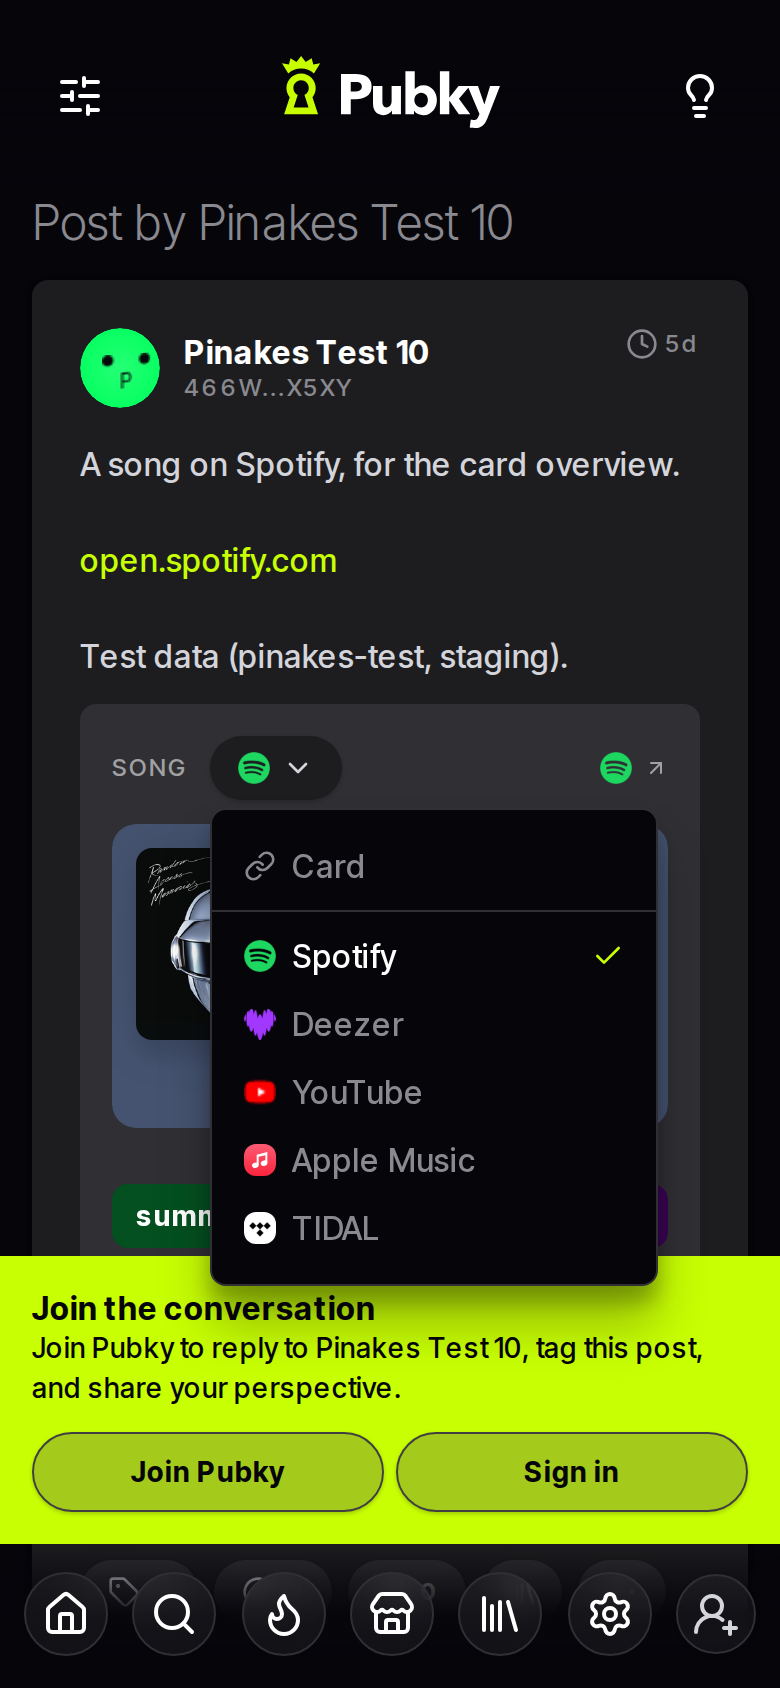 Pubky
Post by Pinakes Test 10
Pinakes Test 10
5d
466W...X5XY
A song on Spotify, for the card overview.
open.spotify.com
Test data (pinakes-test, staging).
SONG
Random
Access
Memories
Card
Spotify
Deezer
YouTube
Apple Music
TIDAL
Join the conversation
Join Pubky to reply to Pinakes Test 10, tag this post,
and share your perspective.
Join Pubky
Sign in